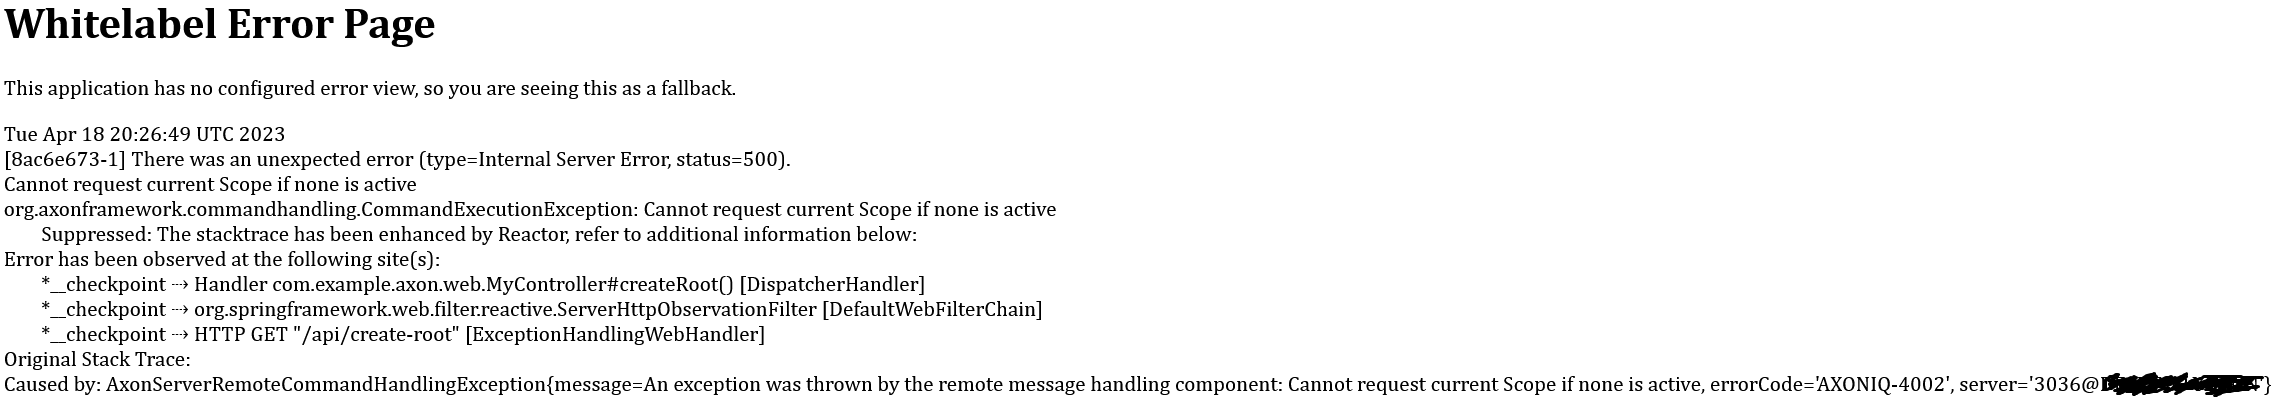 Whitelabel Error Page
This application has no configured error view, so you are seeing this as a fallback.
Tue Apr 18 20:26:49 UTC 2023
[8ac6e673-1] There was an unexpected error (type=Internal Server Error, status=500).
Cannot request current Scope if none is active
org.axonframework.commandhandling.CommandExecutionException: Cannot request current Scope if none is active
Suppressed: The stacktrace has been enhanced by Reactor, refer to additional information below:
Error has been observed at the following site(s):
*__checkpoint ⇢ Handler com.example.axon.web.MyController#createRoot() [DispatcherHandler]
*__checkpoint ⇢ org.springframework.web.filter.reactive.ServerHttpObservationFilter [DefaultWebFilterChain]
*__checkpoint ⇢ HTTP GET "/api/create-root" [ExceptionHandlingWebHandler]
Original Stack Trace:
Caused by: AxonServerRemoteCommandHandlingException{message=An exception was thrown by the remote message handling component: Cannot request current Scope if none is active, errorCode='AXONIQ-4002', server='3036@